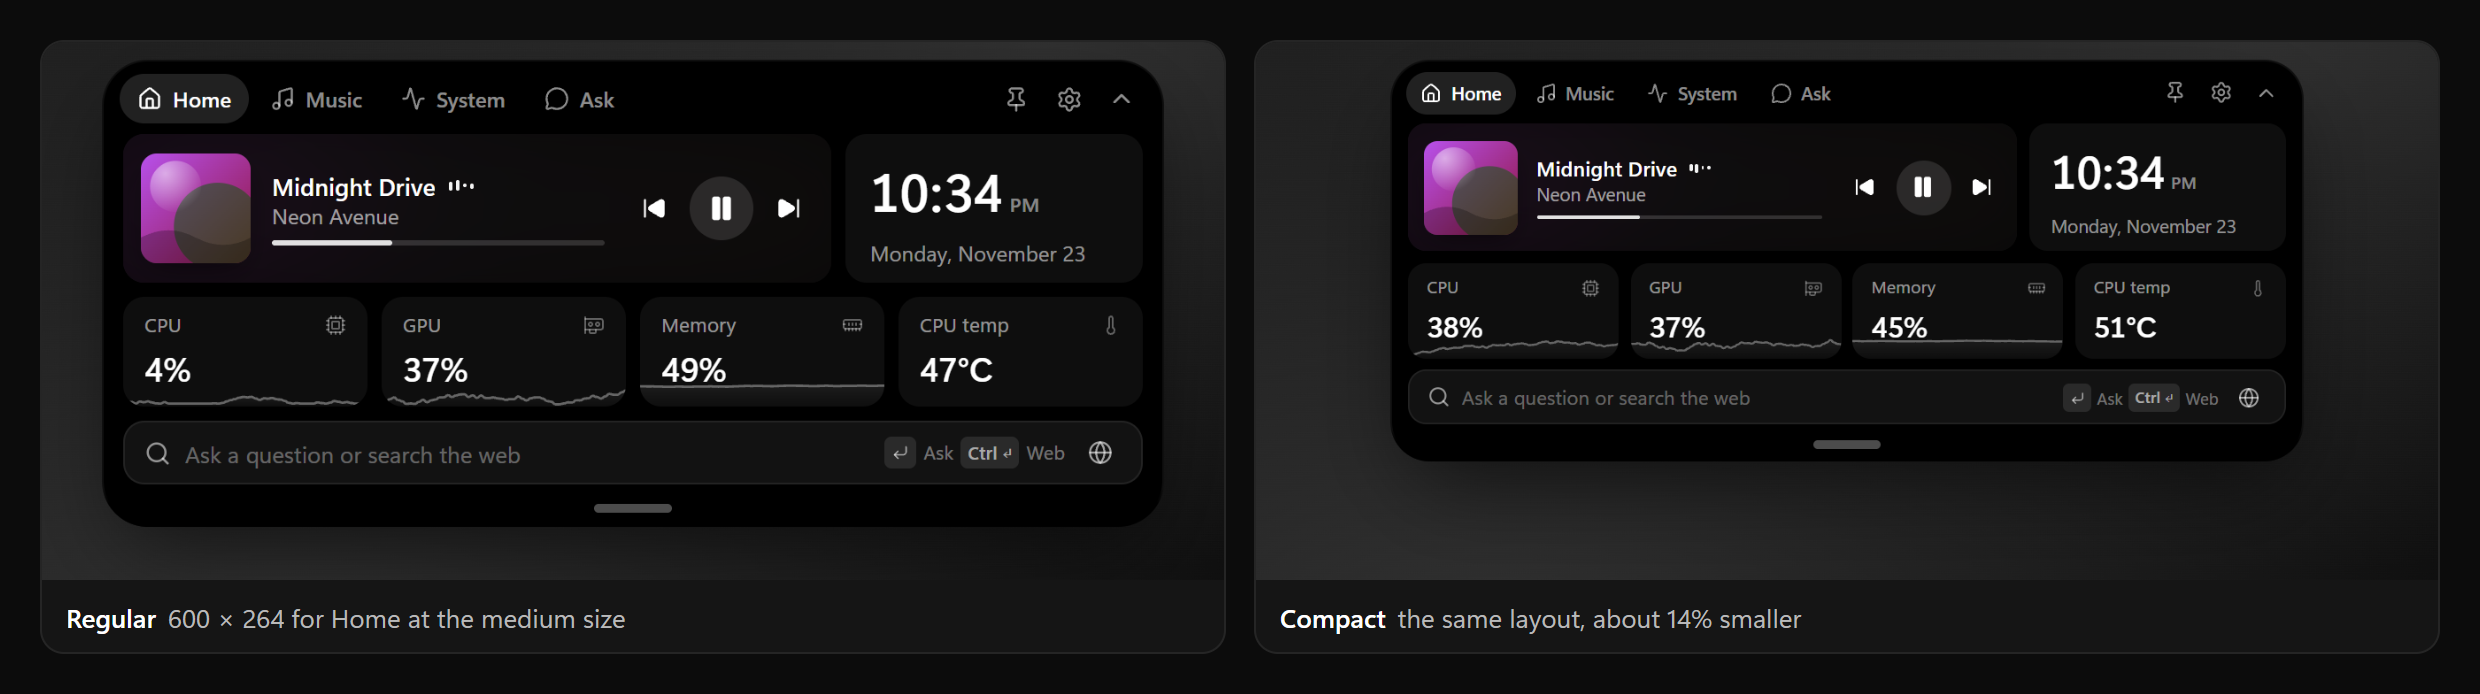 Home Music System Ask
Midnight Drive
Neon Avenue
10:34 PM
Monday, November 23
CPU
4%
GPU
37%
Memory
49%
CPU temp
47°C
Ask a question or search the web
Ask Ctrl Web
Regular 600 × 264 for Home at the medium size
Home Music System Ask
Midnight Drive
Neon Avenue
10:34 PM
Monday, November 23
CPU
38%
GPU
37%
Memory
45%
CPU temp
51°C
Ask a question or search the web
Ask Ctrl Web
Compact the same layout, about 14% smaller